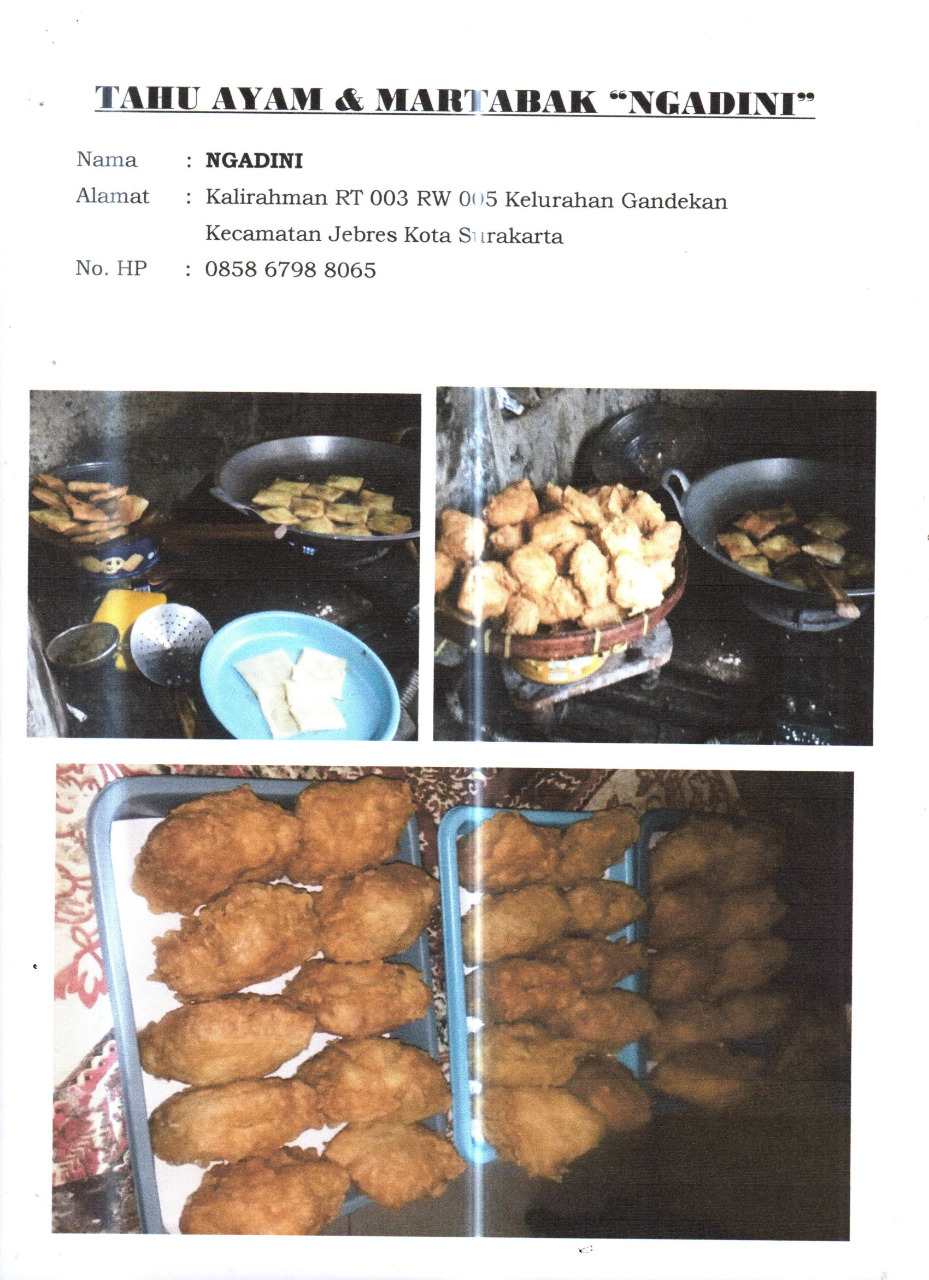 TAHU AYAM & MARTABAK “NGADINI”
Nama : NGADINI
Alamat : Kalirahman RT 003 RW 005 Kelurahan Gandekan
Kecamatan Jebres Kota Surakarta
No. HP : 0858 6798 8065